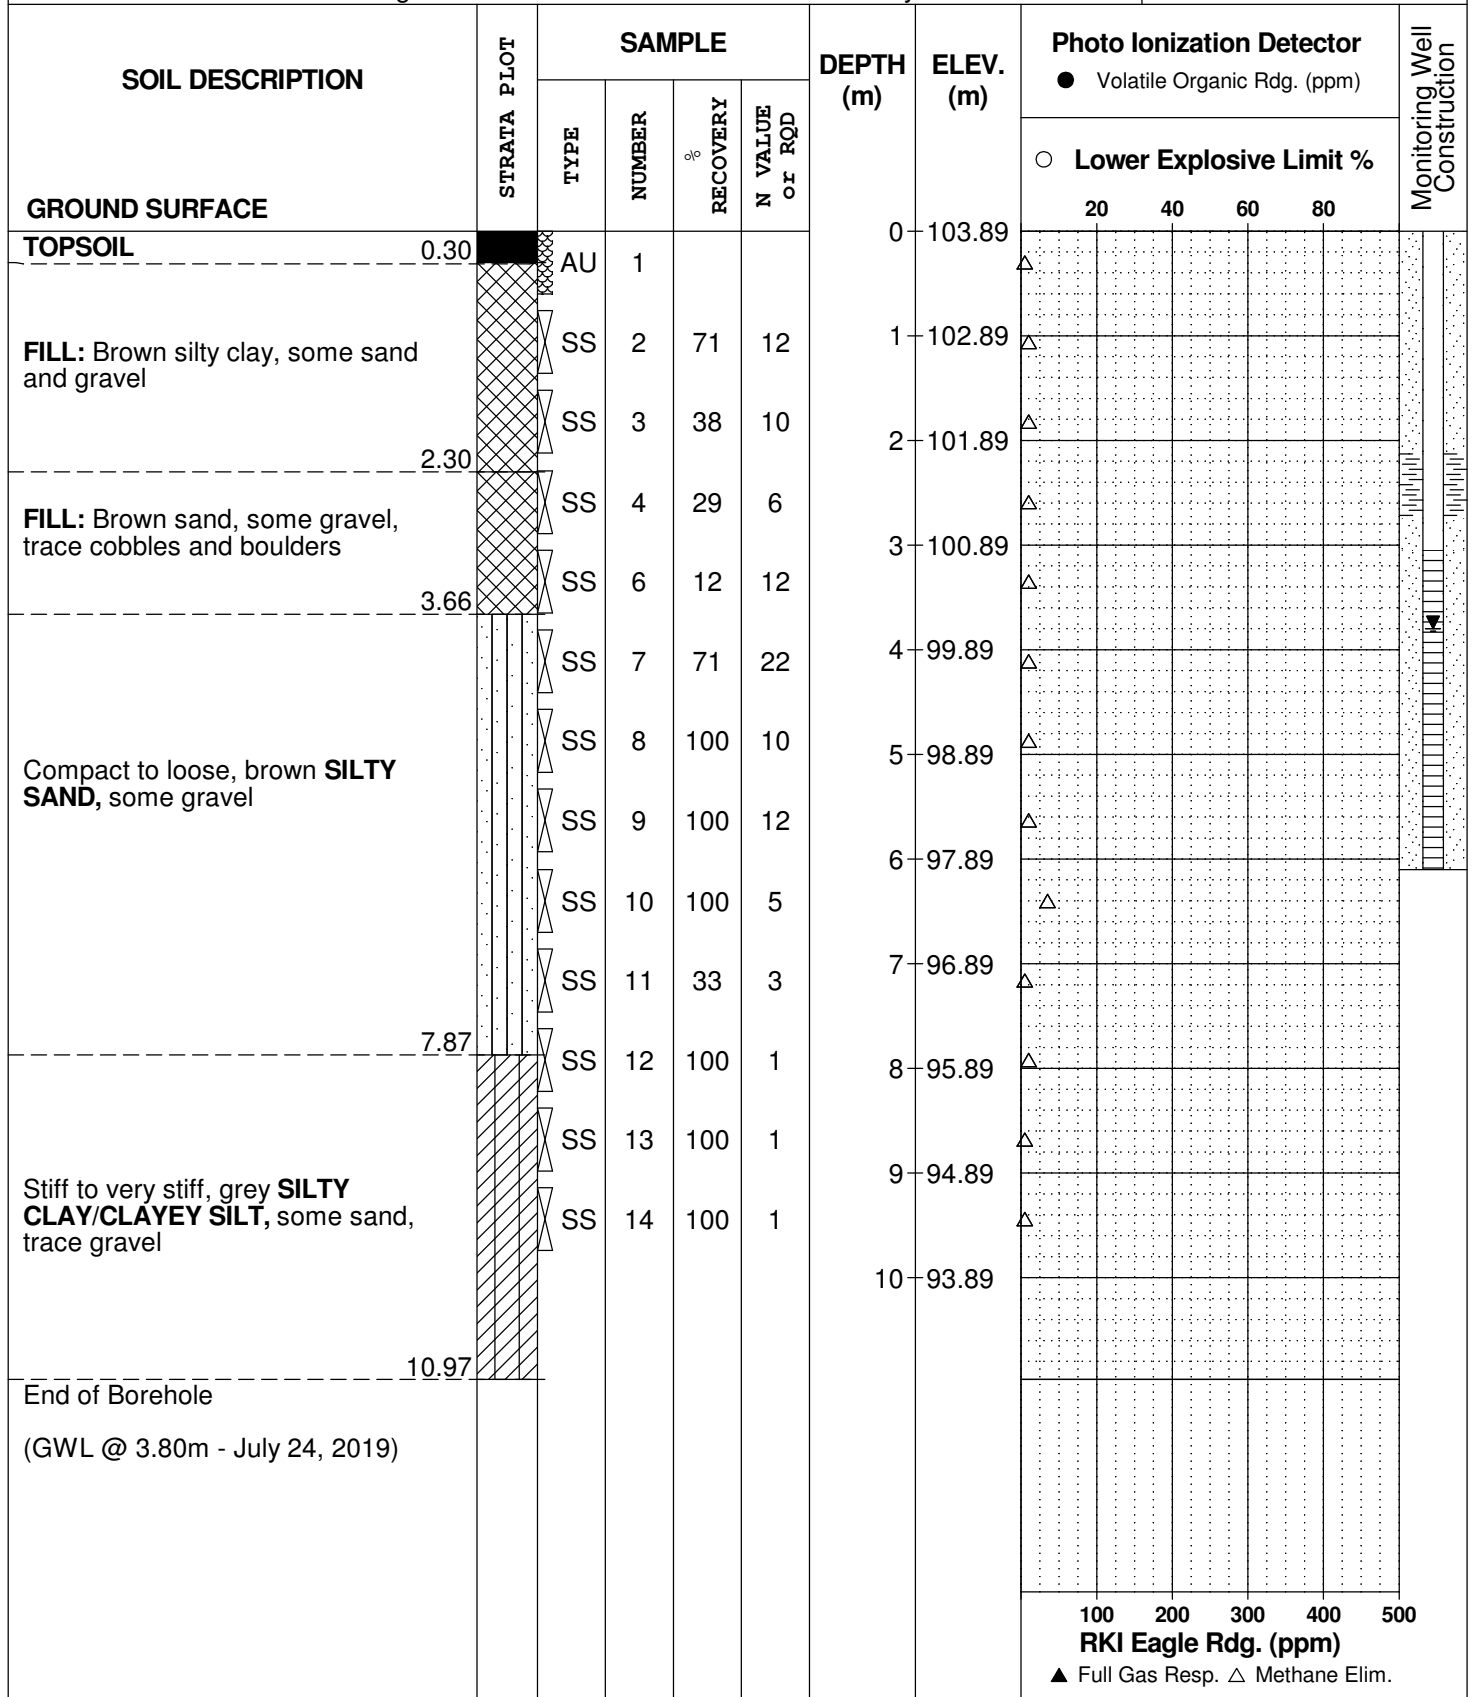 SOIL DESCRIPTION
GROUND SURFACE
STRATA PLOT
SAMPLE
TYPE
NUMBER
% RECOVERY
N VALUE or RQD
DEPTH (m)
ELEV. (m)
Photo Ionization Detector
● Volatile Organic Rdg. (ppm)
○ Lower Explosive Limit %
20 40 60 80
Monitoring Well Construction
0 103.89
TOPSOIL 0.30
AU 1
FILL: Brown silty clay, some sand
and gravel
SS 2 71 12
1 102.89
SS 3 38 10
2 101.89
2.30
FILL: Brown sand, some gravel,
trace cobbles and boulders
SS 4 29 6
3 100.89
SS 6 12 12
3.66
4 99.89
SS 7 71 22
Compact to loose, brown SILTY
SAND, some gravel
SS 8 100 10
5 98.89
SS 9 100 12
6 97.89
SS 10 100 5
7 96.89
SS 11 33 3
7.87
SS 12 100 1
8 95.89
SS 13 100 1
9 94.89
Stiff to very stiff, grey SILTY
CLAY/CLAYEY SILT, some sand,
trace gravel
SS 14 100 1
10 93.89
10.97
End of Borehole
(GWL @ 3.80m - July 24, 2019)
100 200 300 400 500
RKI Eagle Rdg. (ppm)
▲ Full Gas Resp. △ Methane Elim.